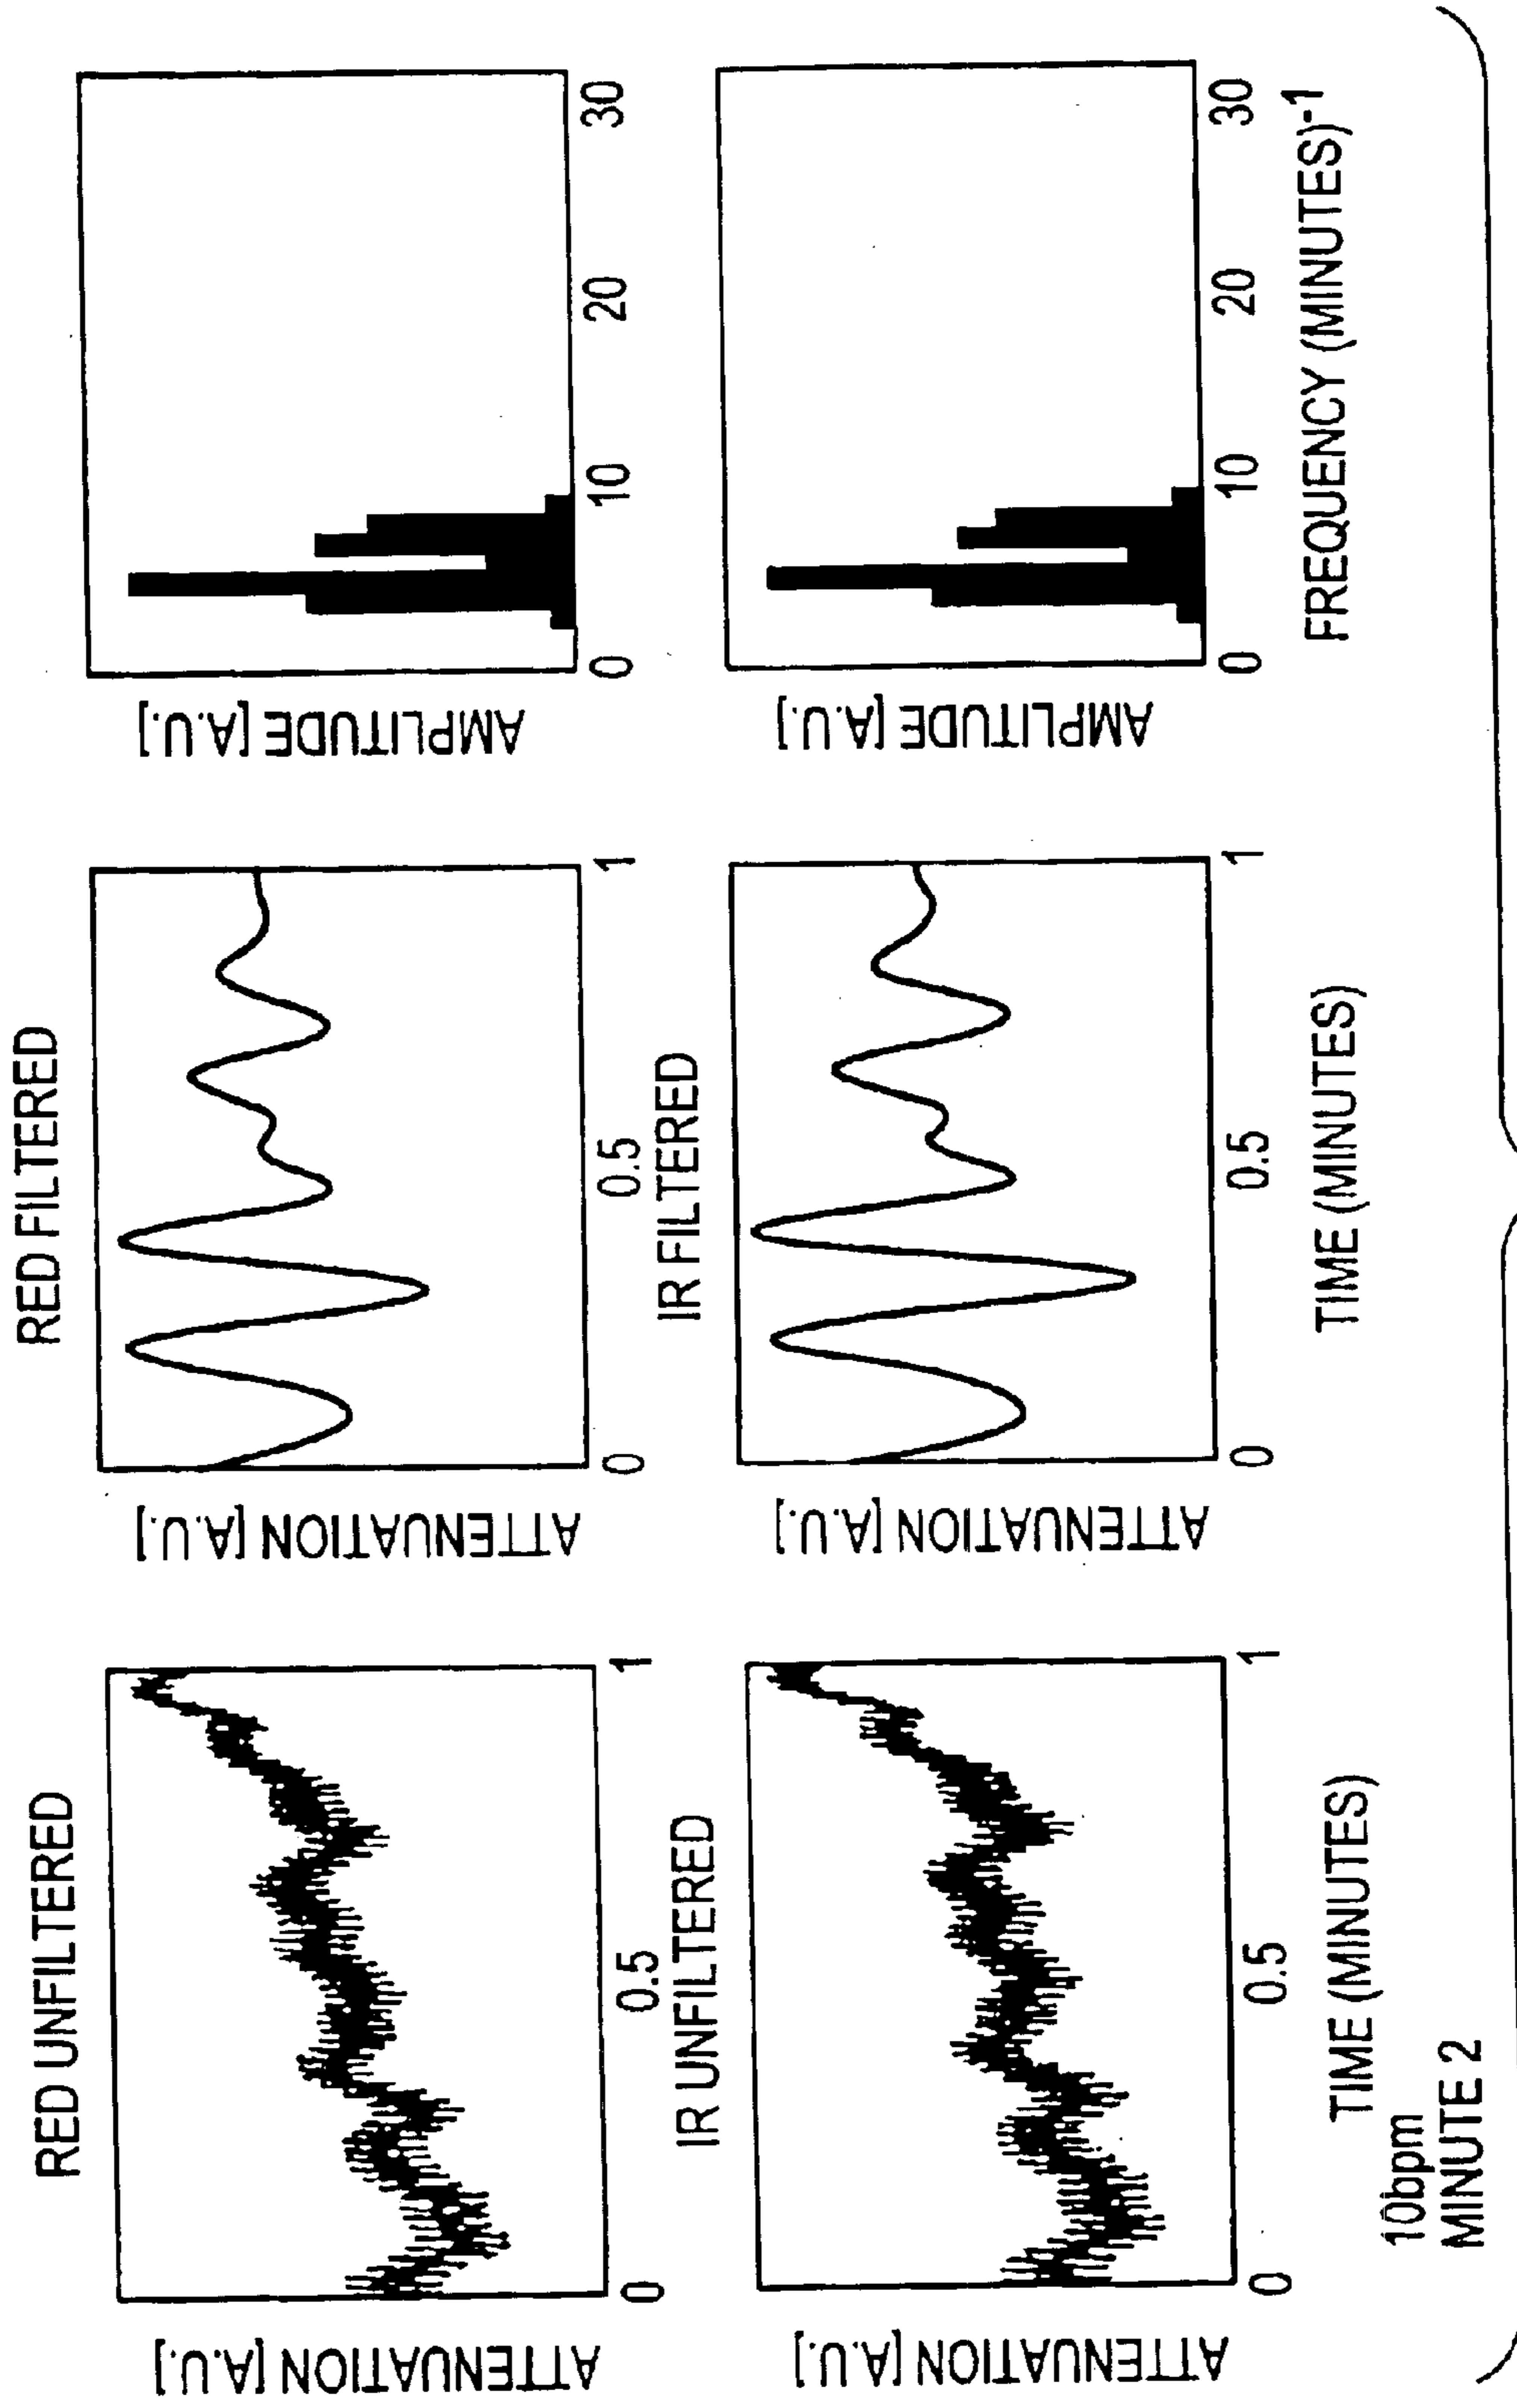 RED UNFILTERED
ATTENUATION [A.U.]
0
0.5
1
RED FILTERED
ATTENUATION [A.U.]
0
0.5
1
AMPLITUDE [A.U.]
0
10
20
30
IR UNFILTERED
ATTENUATION [A.U.]
0
0.5
1
TIME (MINUTES)
IR FILTERED
ATTENUATION [A.U.]
0
0.5
1
TIME (MINUTES)
AMPLITUDE [A.U.]
0
10
20
30
FREQUENCY (MINUTES)-1
10bpm
MINUTE 2